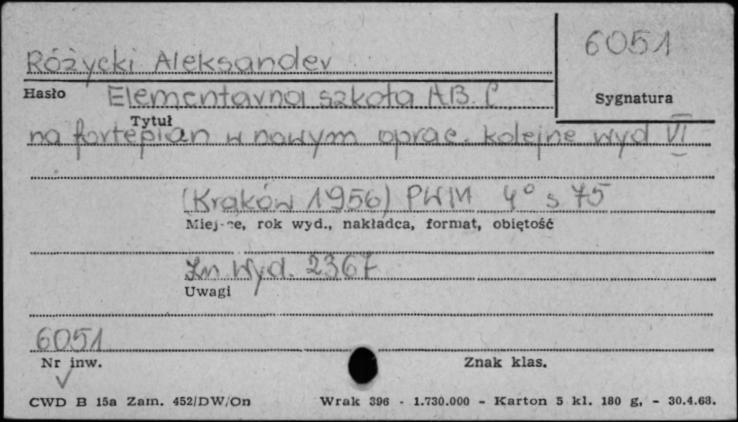 6051
Różycki Aleksander
Hasło
Sygnatura
Elementarna szkoła A.B.C.
Tytuł
na fortepian w nowym oprac. kolejne wyd VI
(Kraków 1956) PWM 4° s 75
Miejsce, rok wyd., nakładca, format, objętość
Zn Wyd. 2367
Uwagi
6051
Nr inw.
Znak klas.
CWD B 15a Zam. 452/DW/On Wrak 396 - 1.730.000 - Karton 5 kl. 180 g, - 30.4.63.